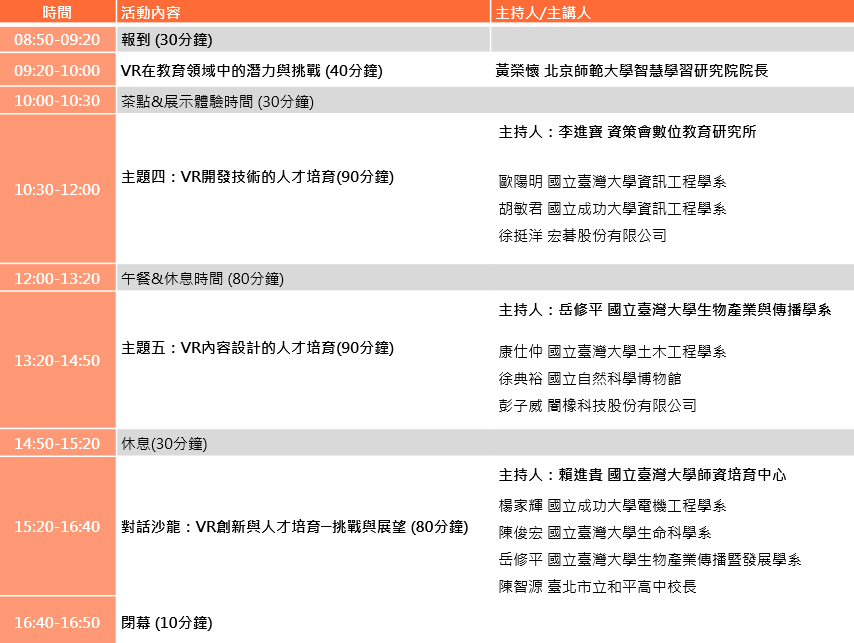 時間 活動內容 主持人/主講人
08:50-09:20 報到 (30分鐘)
09:20-10:00 VR在教育領域中的潛力與挑戰 (40分鐘) 黃榮懷 北京師範大學智慧學習研究院院長
10:00-10:30 茶點&展示體驗時間 (30分鐘)
主持人：李進寶 資策會數位教育研究所
10:30-12:00 主題四：VR開發技術的人才培育(90分鐘)
歐陽明 國立臺灣大學資訊工程學系
胡敏君 國立成功大學資訊工程學系
徐挺洋 宏碁股份有限公司
12:00-13:20 午餐&休息時間 (80分鐘)
主持人：岳修平 國立臺灣大學生物產業與傳播學系
13:20-14:50 主題五：VR內容設計的人才培育(90分鐘)
康仕仲 國立臺灣大學土木工程學系
徐典裕 國立自然科學博物館
彭子威 闇橡科技股份有限公司
14:50-15:20 休息(30分鐘)
主持人：賴進貴 國立臺灣大學師資培育中心
楊家輝 國立成功大學電機工程學系
15:20-16:40 對話沙龍：VR創新與人才培育─挑戰與展望 (80分鐘)
陳俊宏 國立臺灣大學生命科學系
岳修平 國立臺灣大學生物產業傳播暨發展學系
陳智源 臺北市立和平高中校長
16:40-16:50 閉幕 (10分鐘)